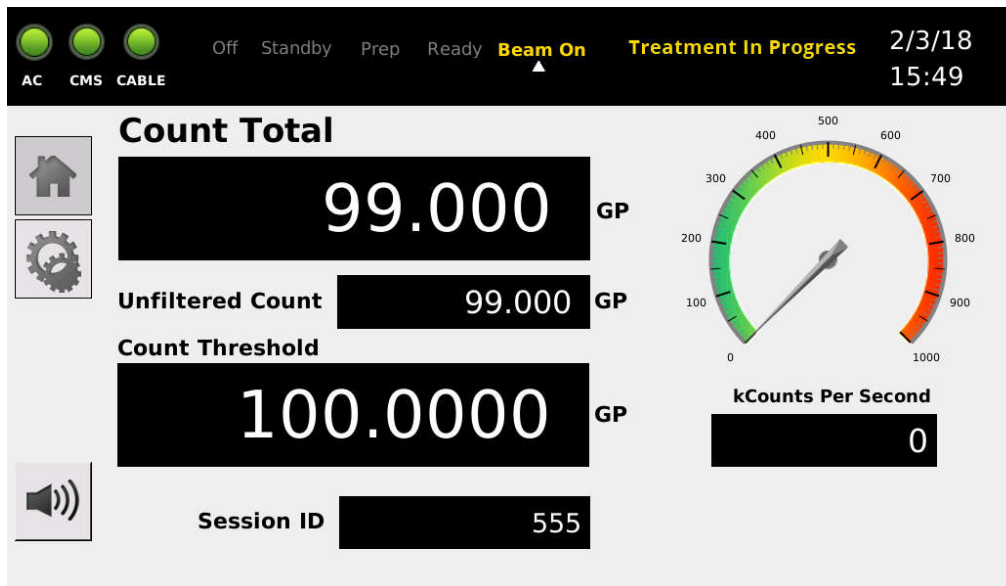 AC CMS CABLE
Off Standby Prep Ready Beam On
Treatment In Progress
2/3/18
15:49
Count Total
99.000 GP
Unfiltered Count 99.000 GP
Count Threshold
100.0000 GP
Session ID 555
0
100
200
300
400
500
600
700
800
900
1000
kCounts Per Second
0